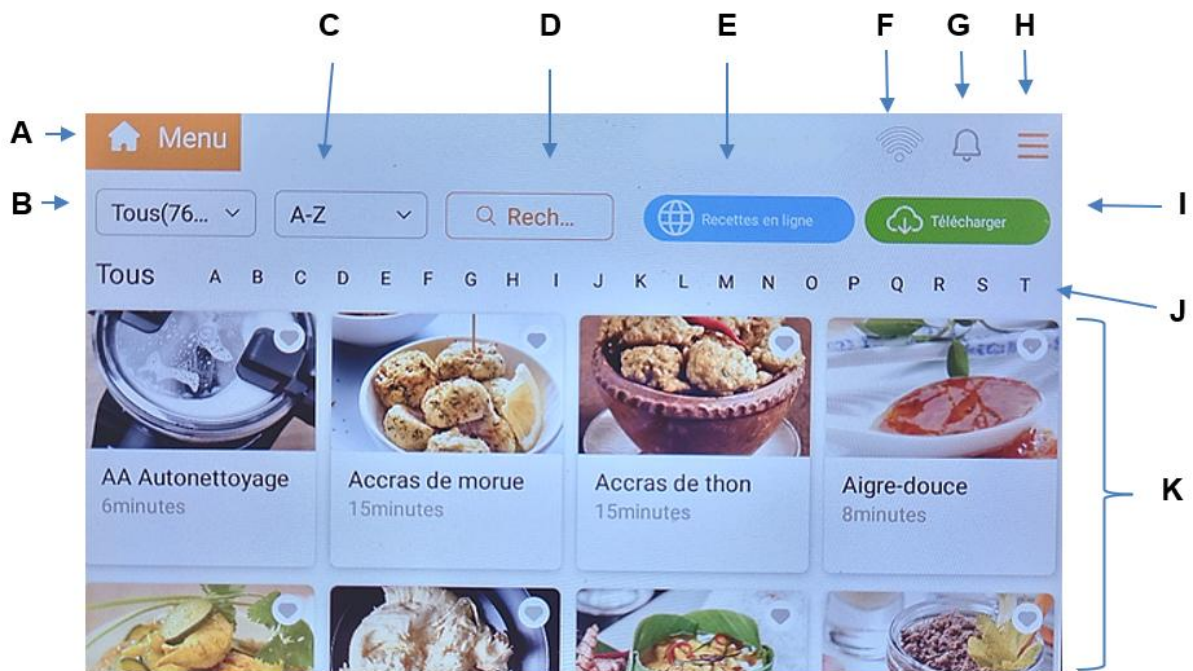 C D E F G H
A Menu
B Tous(76... A-Z Rech... Recettes en ligne Télécharger I
Tous A B C D E F G H I J K L M N O P Q R S T
J
AA Autonettoyage Accras de morue Accras de thon Aigre-douce
6minutes 15minutes 15minutes 8minutes
K